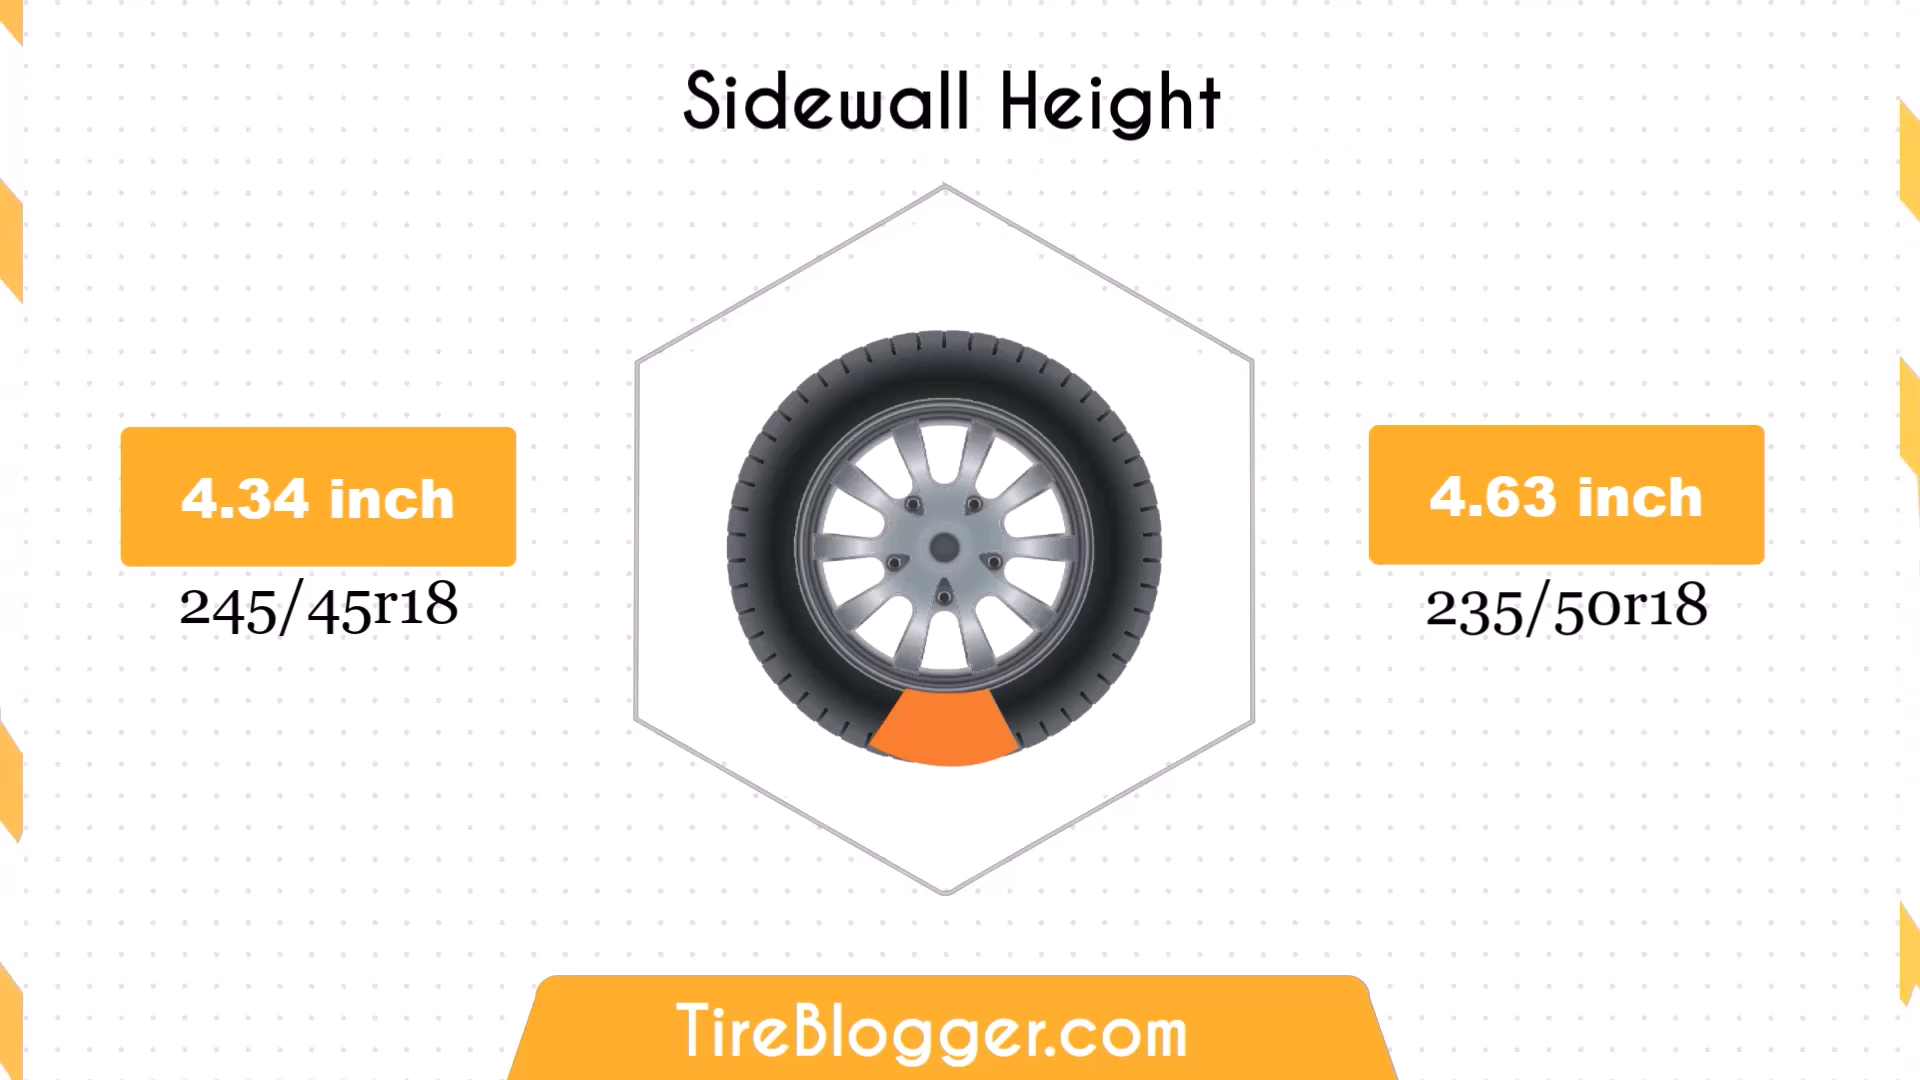 Sidewall Height
4.34 inch
245/45r18
4.63 inch
235/50r18
TireBlogger.com